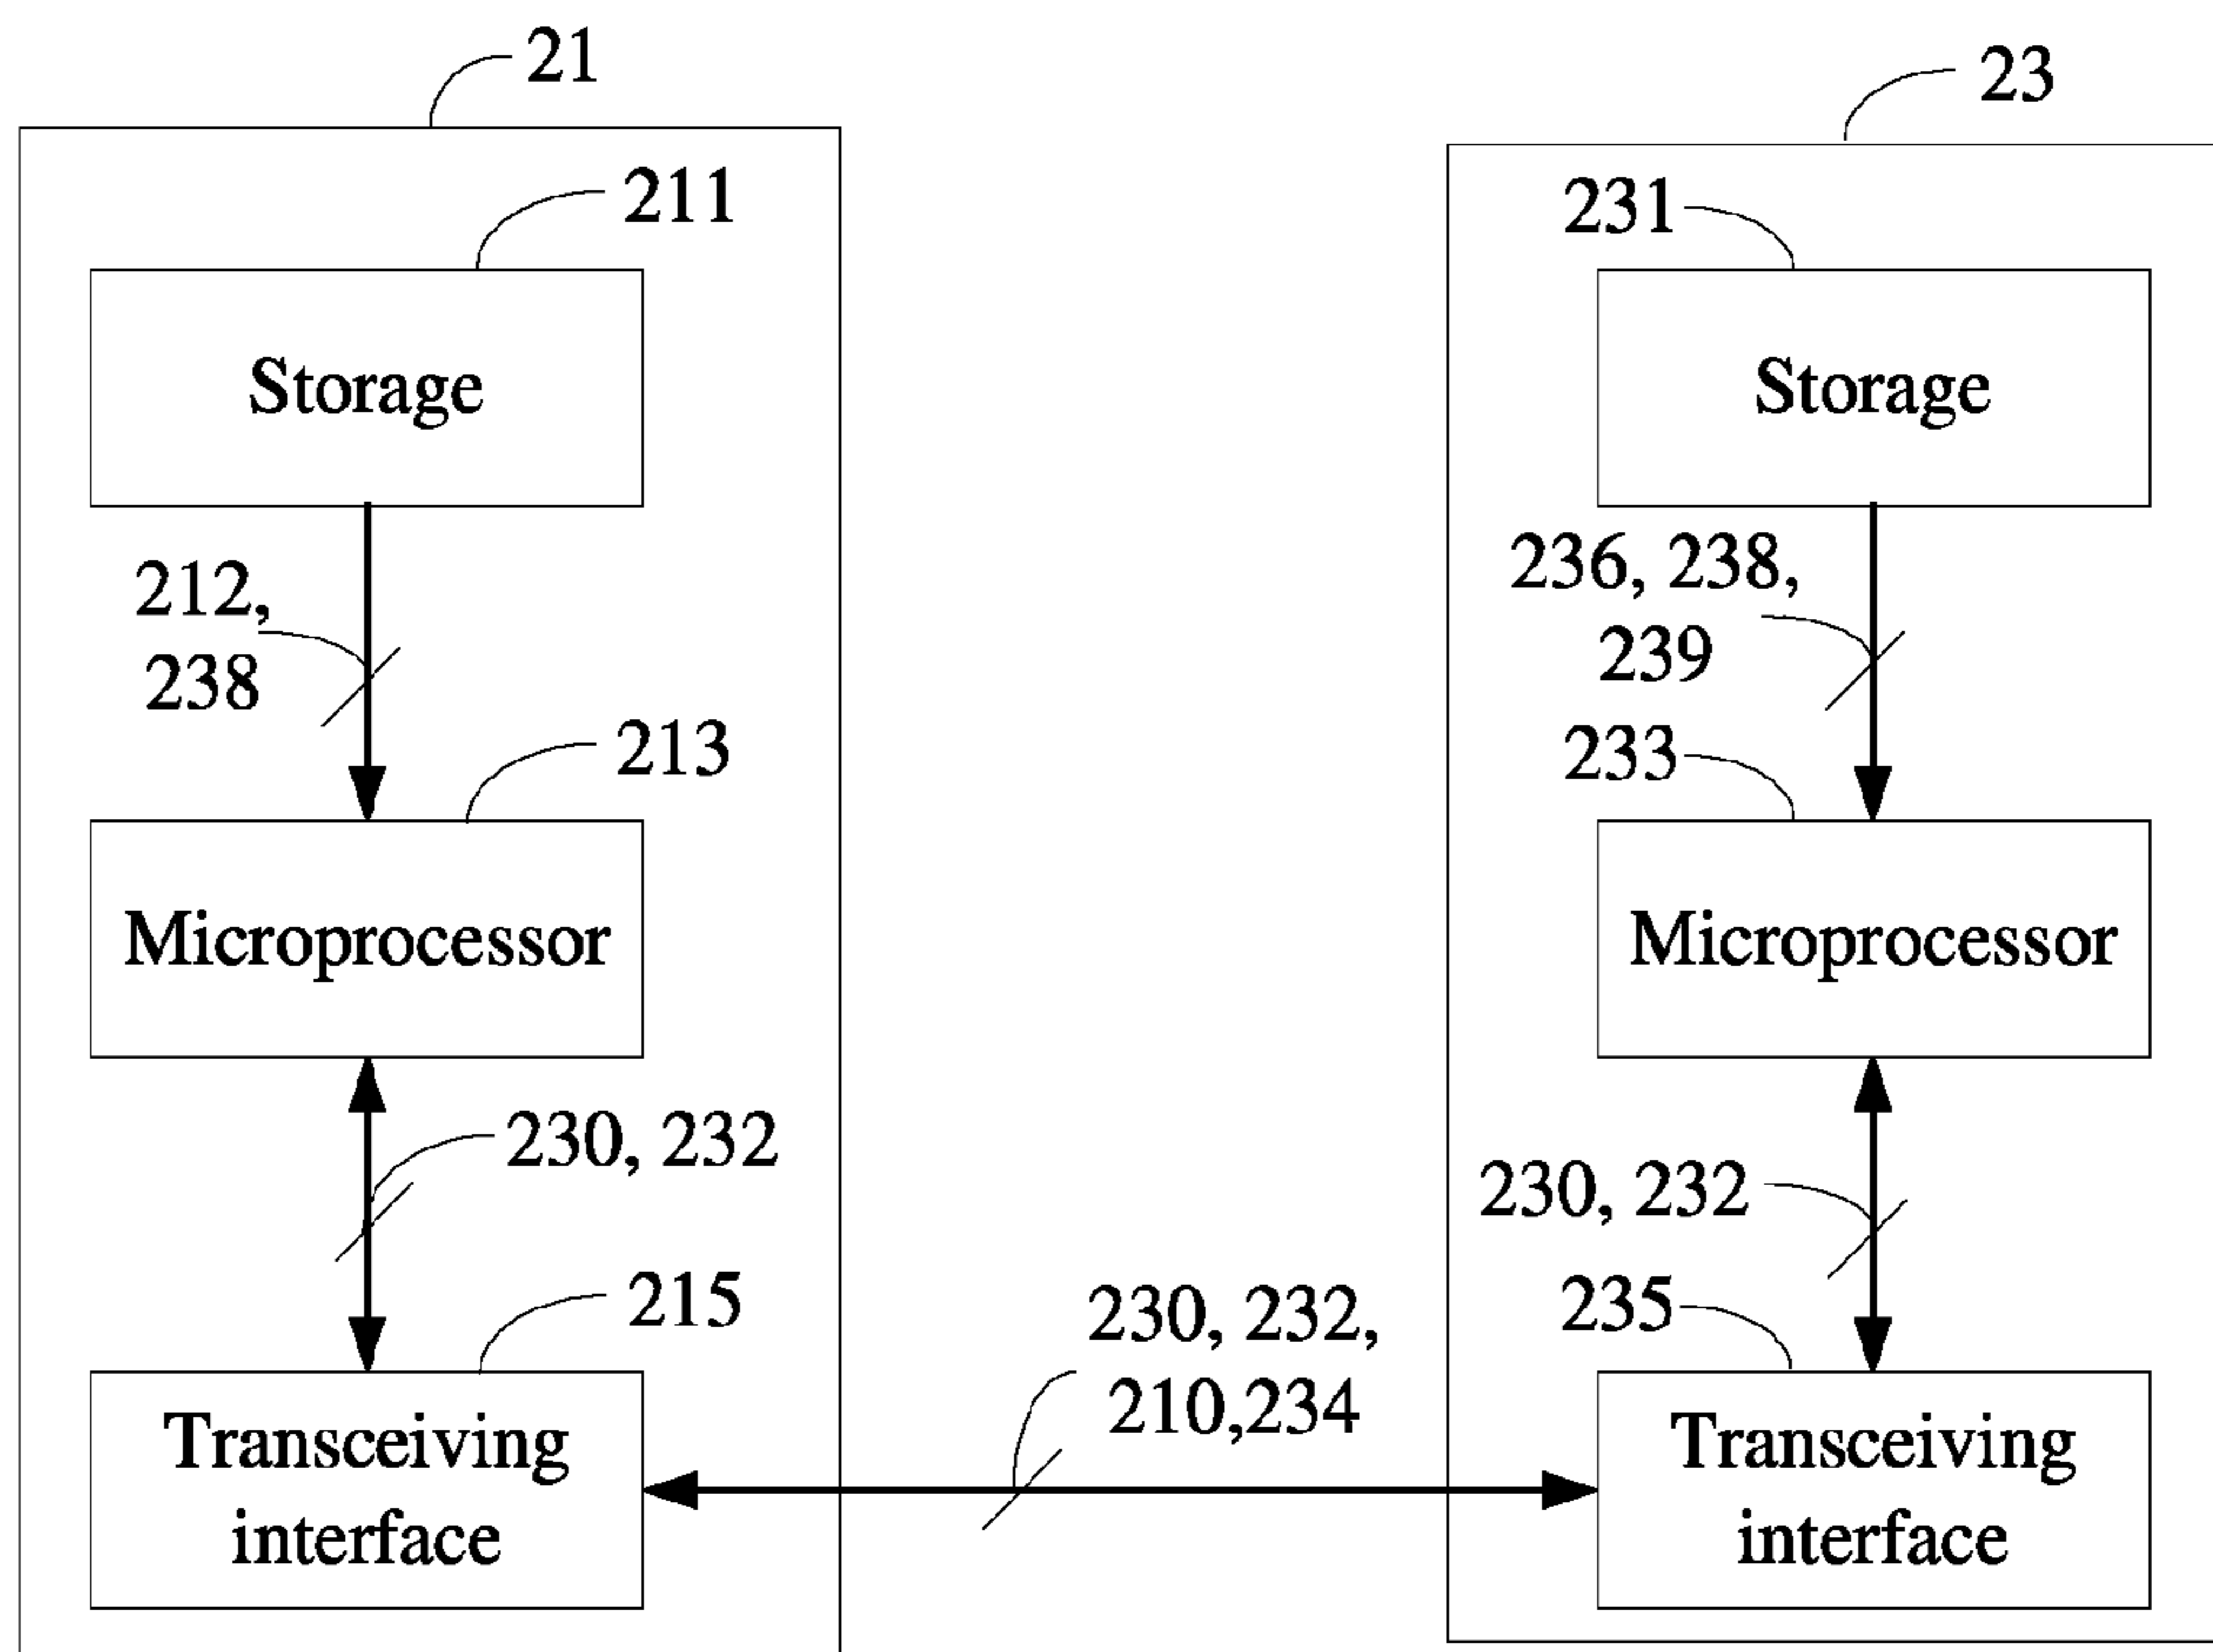 21
23
211
231
Storage
Storage
212,
238
236, 238,
239
213
233
Microprocessor
Microprocessor
230, 232
230, 232
215
230, 232,
210,234
235
Transceiving
interface
Transceiving
interface